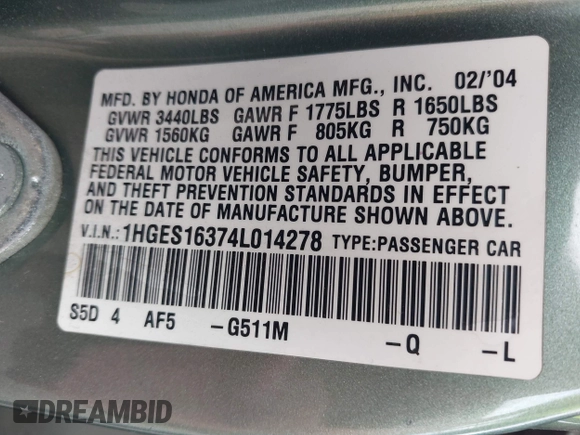 MFD. BY HONDA OF AMERICA MFG., INC. 02/'04
GVWR 3440LBS GAWR F 1775LBS R 1650LBS
GVWR 1560KG GAWR F 805KG R 750KG
THIS VEHICLE CONFORMS TO ALL APPLICABLE
FEDERAL MOTOR VEHICLE SAFETY, BUMPER,
AND THEFT PREVENTION STANDARDS IN EFFECT
ON THE DATE OF MANUFACTURE SHOWN ABOVE.
V.I.N.: 1HGES16374L014278 TYPE:PASSENGER CAR
S5D 4 AF5 -G511M -Q -L
DREAMBID